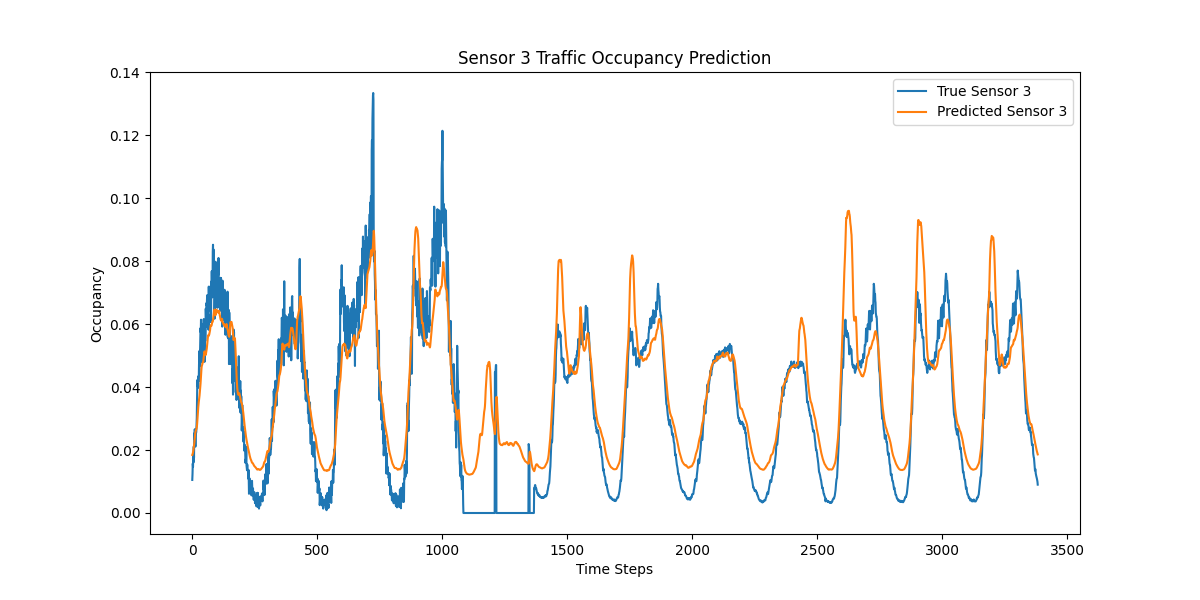 Sensor 3 Traffic Occupancy Prediction
True Sensor 3
Predicted Sensor 3
Occupancy
0.14
0.12
0.10
0.08
0.06
0.04
0.02
0.00
0 500 1000 1500 2000 2500 3000 3500
Time Steps